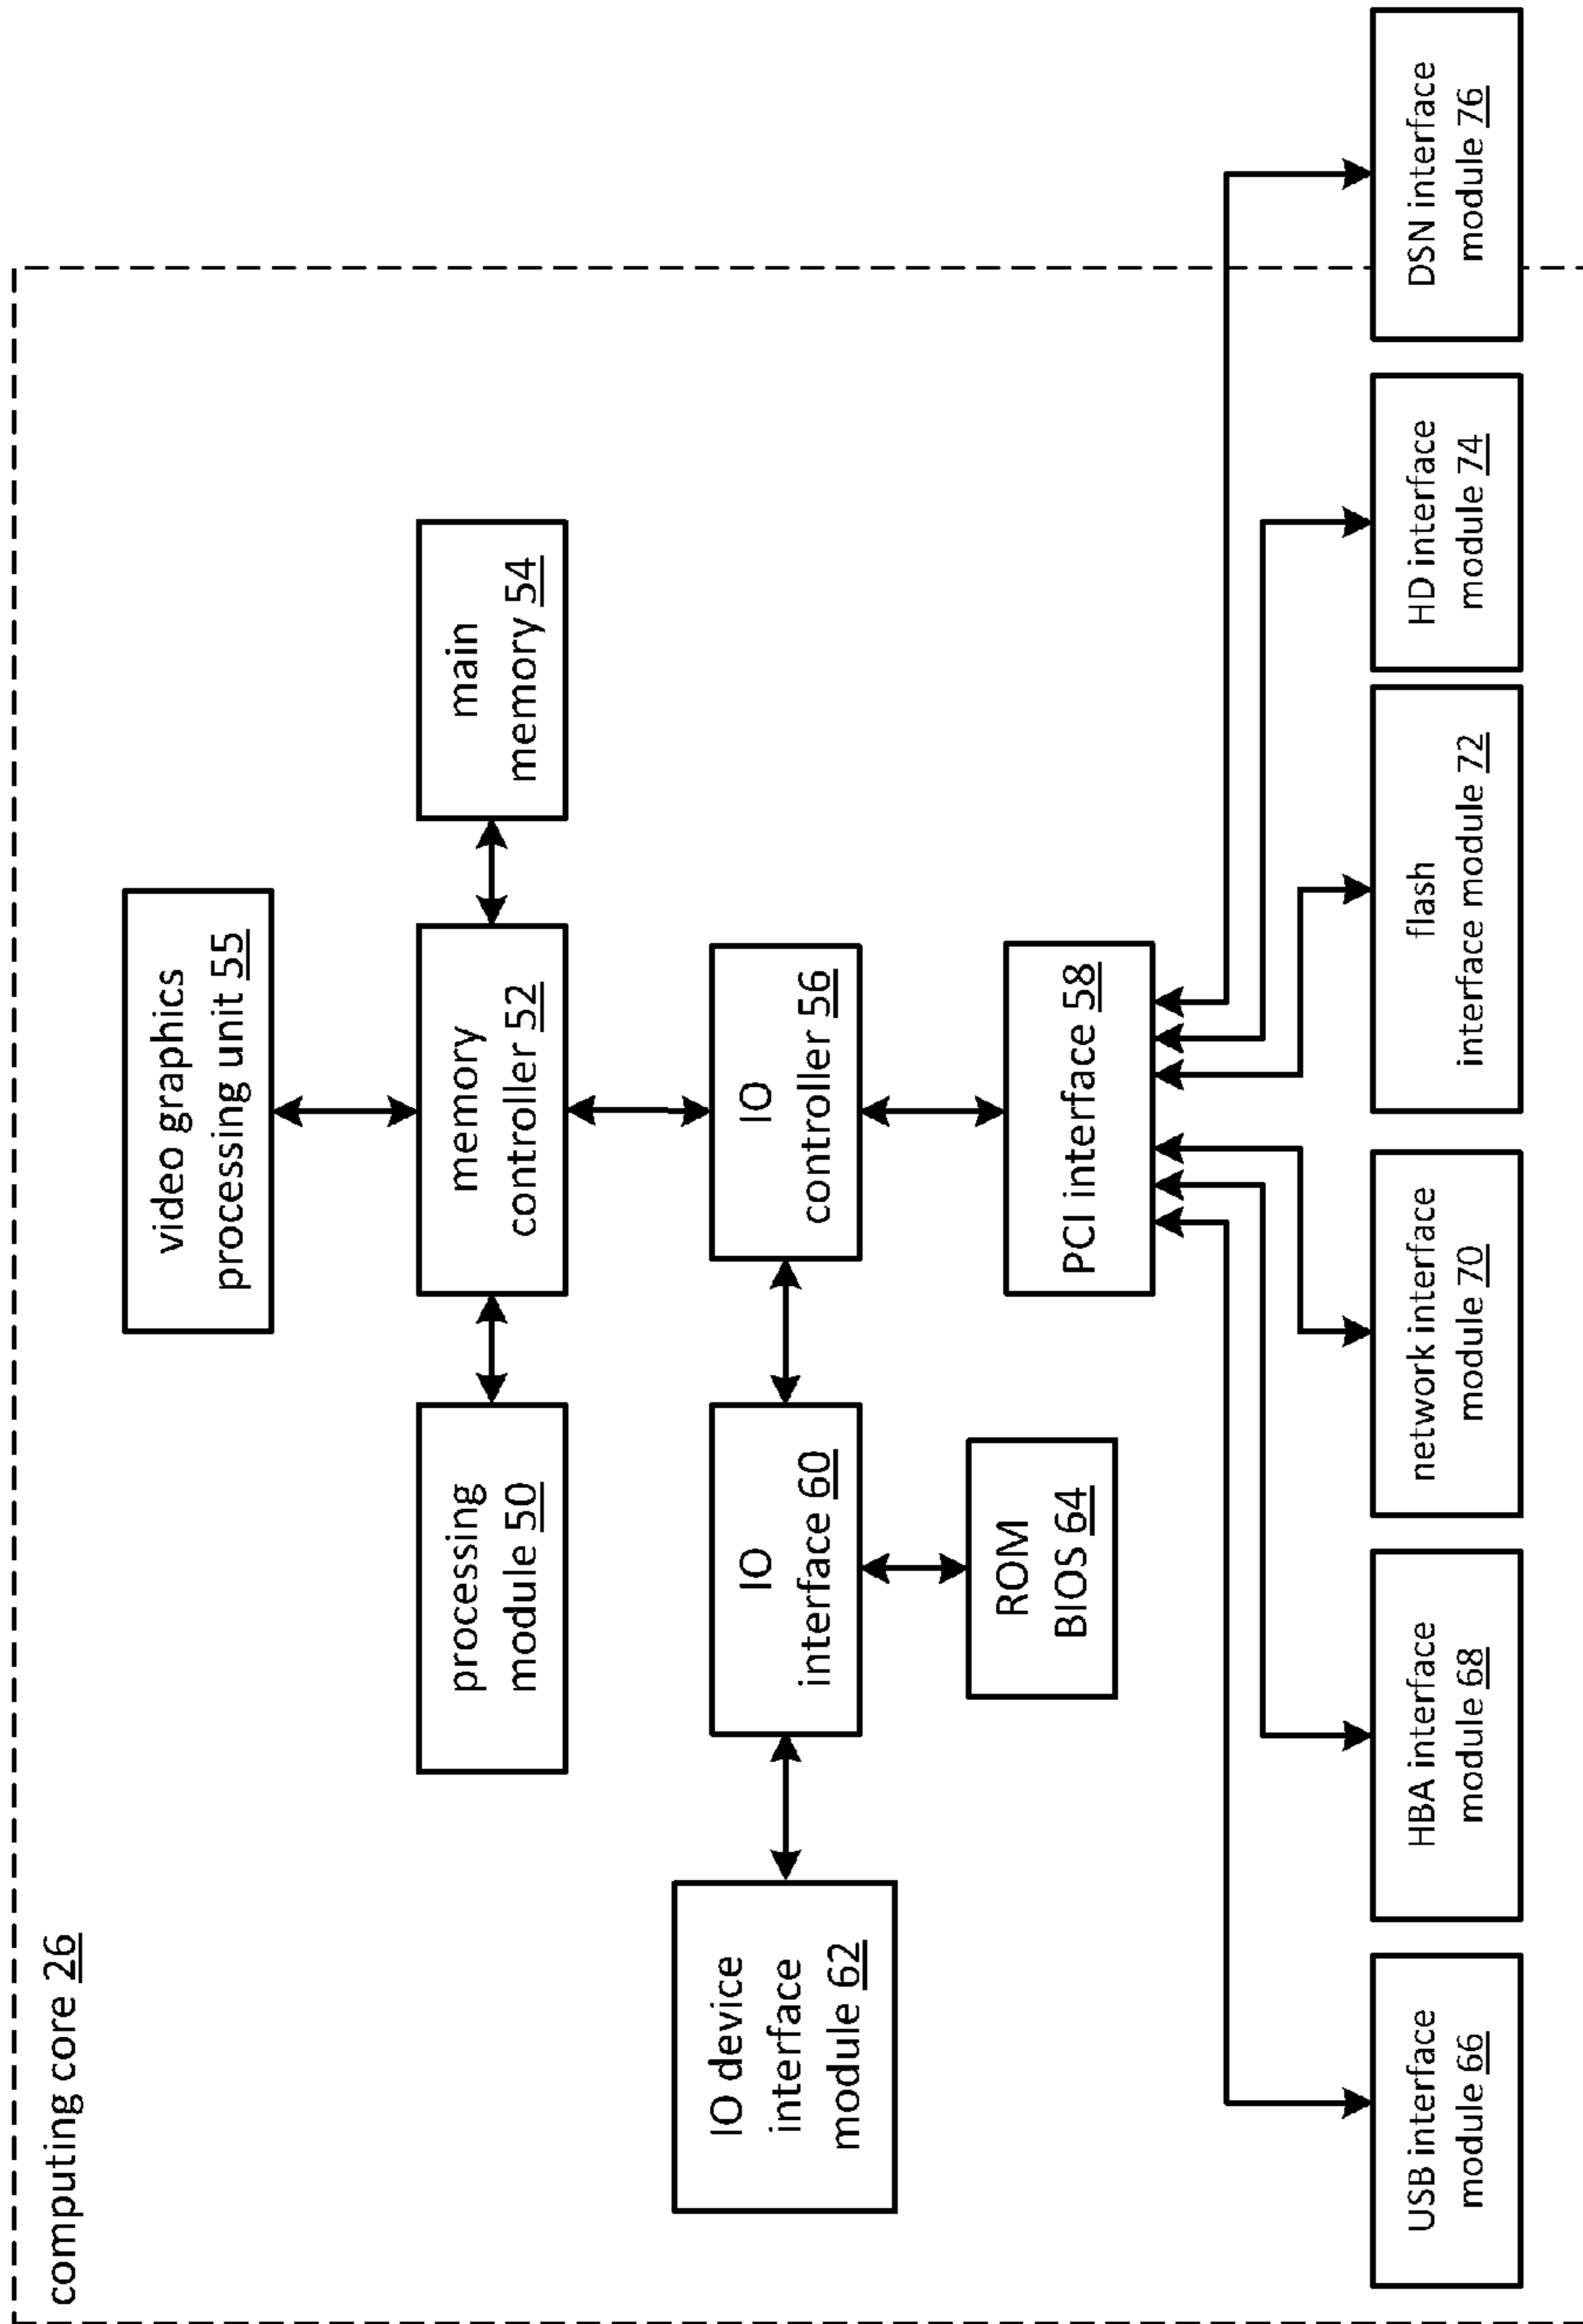 computing core 26
video graphics
processing unit 55
processing
module 50
memory
controller 52
main
memory 54
IO device
interface
module 62
IO
interface 60
IO
controller 56
ROM
BIOS 64
PCI interface 58
USB interface
module 66
HBA interface
module 68
network interface
module 70
flash
interface module 72
HD interface
module 74
DSN interface
module 76